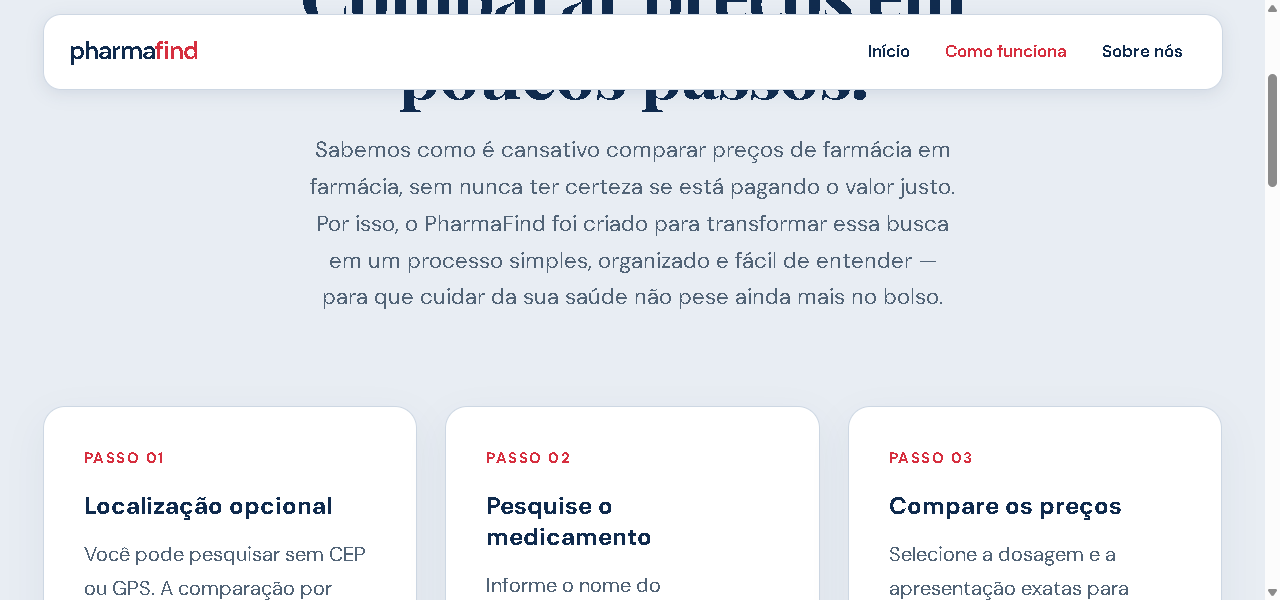 Comparar preços em
pharmafind
Início
Como funciona
Sobre nós
poucos passos.
Sabemos como é cansativo comparar preços de farmácia em
farmácia, sem nunca ter certeza se está pagando o valor justo.
Por isso, o PharmaFind foi criado para transformar essa busca
em um processo simples, organizado e fácil de entender —
para que cuidar da sua saúde não pese ainda mais no bolso.
PASSO 01
Localização opcional
Você pode pesquisar sem CEP
ou GPS. A comparação por
PASSO 02
Pesquise o
medicamento
Informe o nome do
PASSO 03
Compare os preços
Selecione a dosagem e a
apresentação exatas para